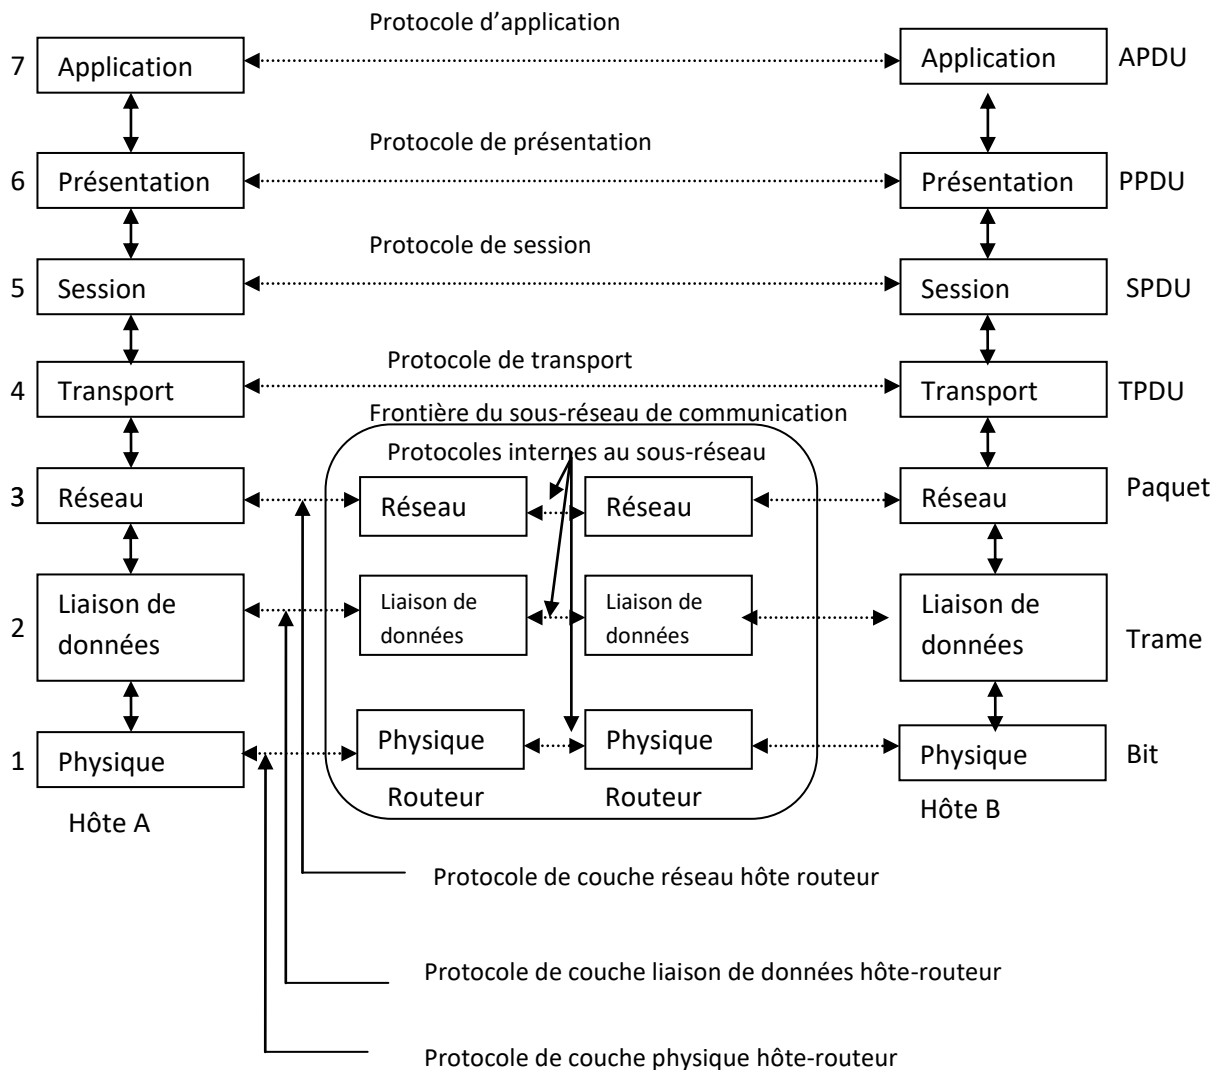 Protocole d’application
7 Application Application APDU
Protocole de présentation
6 Présentation Présentation PPDU
Protocole de session
5 Session Session SPDU
Protocole de transport
4 Transport Transport TPDU
Frontière du sous-réseau de communication
Protocoles internes au sous-réseau
3 Réseau Réseau Réseau Réseau Paquet
2 Liaison de Liaison de Liaison de Liaison de
données données données données Trame
1 Physique Physique Physique Physique Bit
Routeur Routeur
Hôte A Hôte B
Protocole de couche réseau hôte routeur
Protocole de couche liaison de données hôte-routeur
Protocole de couche physique hôte-routeur